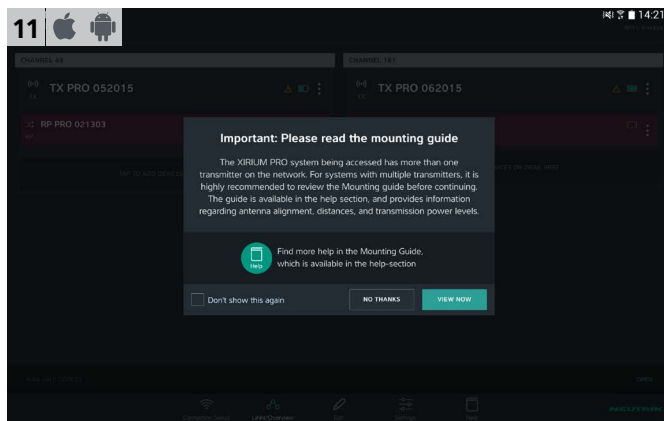 11
14:21
CHANNEL 161
TX PRO 052015
TX
TX PRO 062015
TX
RP PRO 021303
Important: Please read the mounting guide
The XIRIUM PRO system being accessed has more than one
transmitter on the network. For systems with multiple transmitters, it is
highly recommended to review the Mounting guide before continuing.
The guide is available in the help section, and provides information
regarding antenna alignment, distances, and transmission power levels.
Help
Find more help in the Mounting Guide,
which is available in the help-section
Don't show this again
NO THANKS
VIEW NOW
OPEN
Connection Status
Links/Overview
Edit
Settings
Help
NEUTRIK